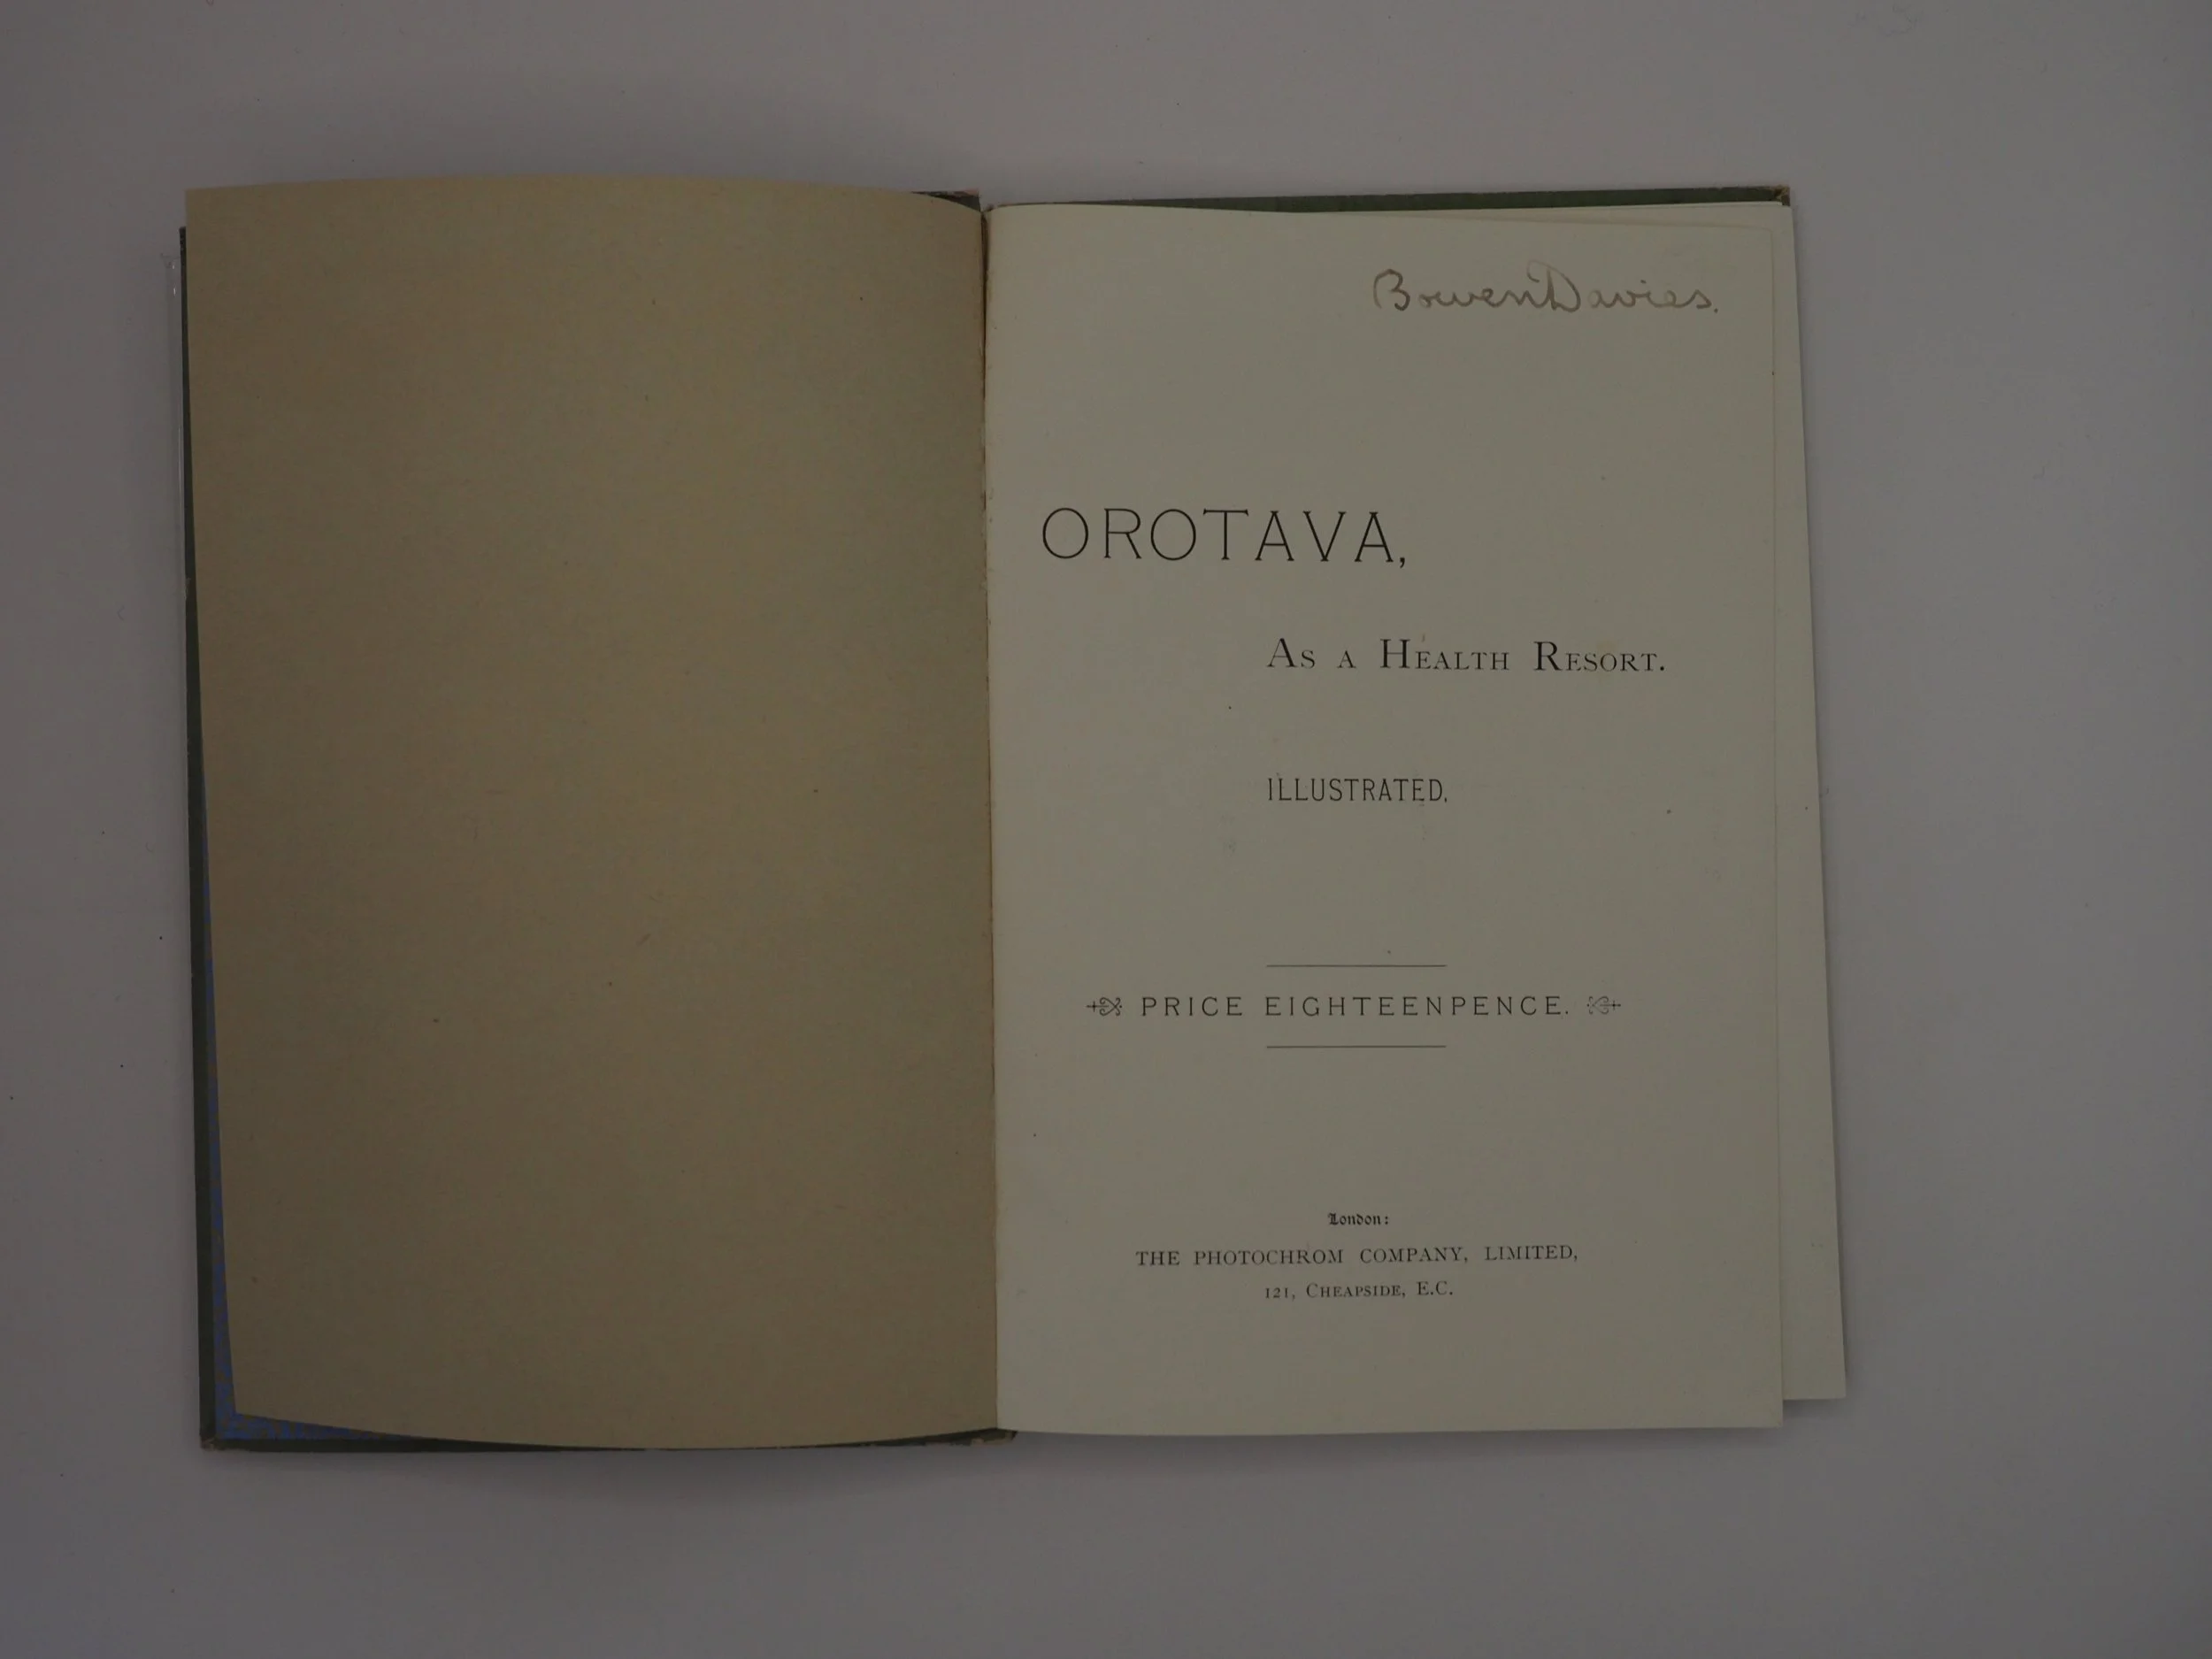 Bowen Davies.
OROTAVA,
As a Health Resort.
ILLUSTRATED.
PRICE EIGHTEENPENCE.
London:
THE PHOTOCHROM COMPANY, LIMITED,
121, Cheapside, E.C.